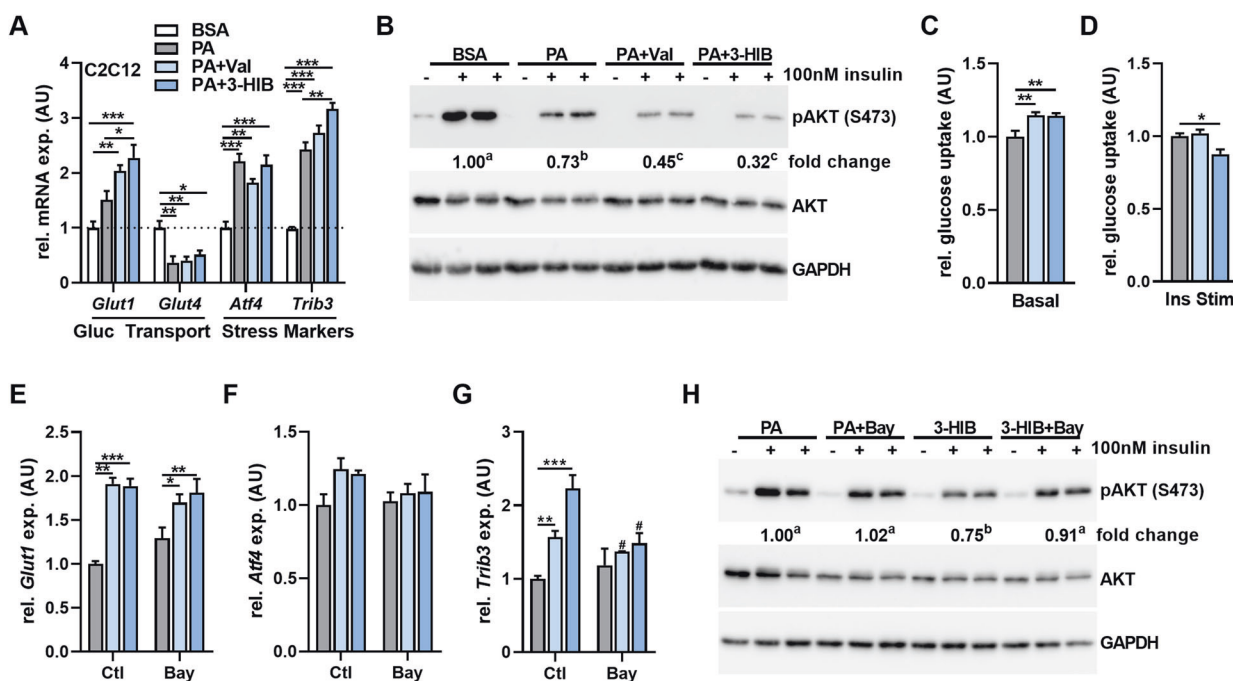 A
BSA
PA
PA+Val
PA+3-HIB
C2C12
rel. mRNA exp. (AU)
4
3
2
1
0
***
*
**
*
**
**
***
**
***
***
***
***
**
Glut1 Glut4 Atf4 Trib3
Gluc Transport Stress Markers
B
BSA PA PA+Val PA+3-HIB
- + + - + + - + + - + + 100nM insulin
pAKT (S473)
1.00a 0.73b 0.45c 0.32c fold change
AKT
GAPDH
C
rel. glucose uptake (AU)
1.5
1.0
0.5
0.0
**
**
Basal
D
rel. glucose uptake (AU)
1.5
1.0
0.5
0.0
*
Ins Stim
E
rel. Glut1 exp. (AU)
2.5
2.0
1.5
1.0
0.5
0.0
***
**
**
*
Ctl Bay
F
rel. Atf4 exp. (AU)
1.5
1.0
0.5
0.0
Ctl Bay
G
rel. Trib3 exp. (AU)
3
2
1
0
***
**
#
#
Ctl Bay
H
PA PA+Bay 3-HIB 3-HIB+Bay
- + + - + + - + + - + + 100nM insulin
pAKT (S473)
1.00a 1.02a 0.75b 0.91a fold change
AKT
GAPDH